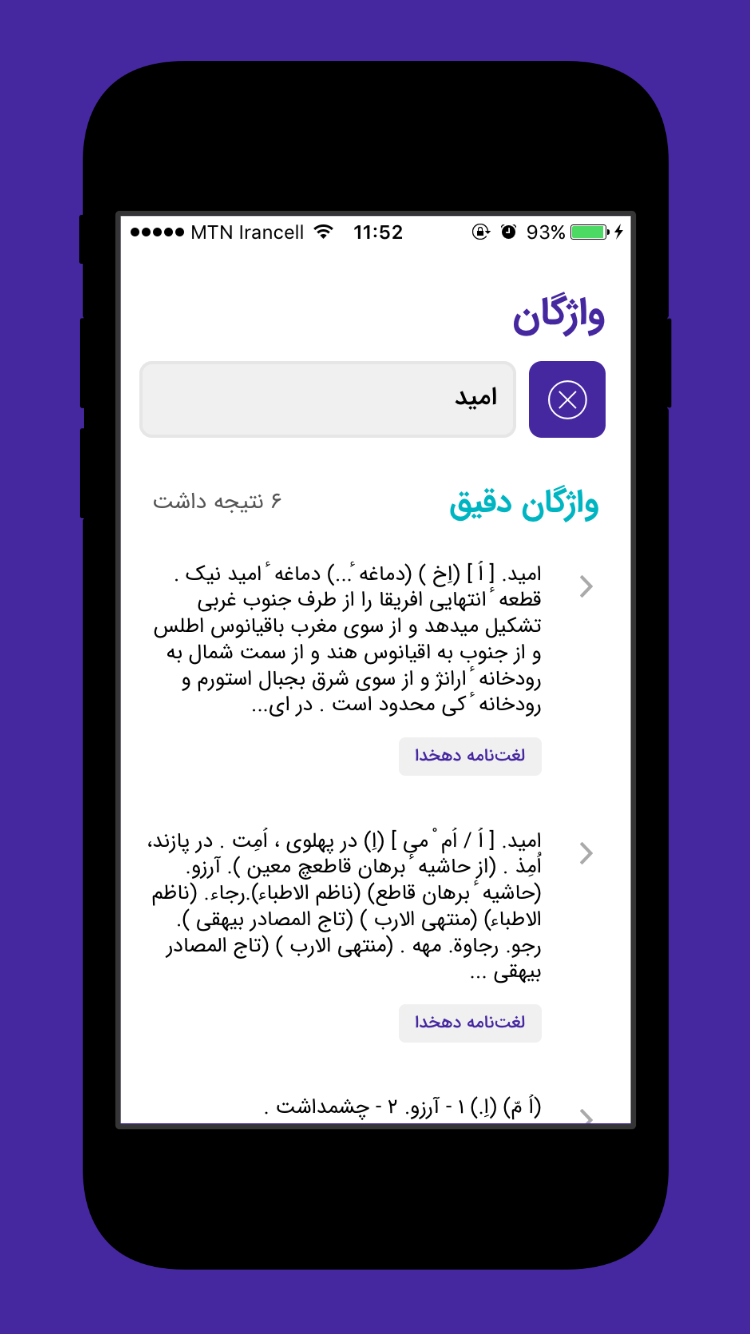 MTN Irancell 11:52 93%
واژگان
امید
واژگان دقیق ۶ نتیجه داشت
امید. [ اُ ] (اِخ ) (دماغه ٔ...) دماغه ٔ امید نیک .
قطعه ٔ انتهایی افریقا را از طرف جنوب غربی
تشکیل میدهد و از سوی مغرب باقیانوس اطلس
و از جنوب به اقیانوس هند و از سمت شمال به
رودخانه ٔ ارانژ و از سوی شرق بجبال استورم و
رودخانه ٔ کی محدود است . در ای...
لغت‌نامه دهخدا
امید. [ اُ / اُم ْ می ] (اِ) در پهلوی ، اُمِت . در پازند،
اُمِذ . (از حاشیه ٔ برهان قاطعچ معین ). آرزو.
(حاشیه ٔ برهان قاطع) (ناظم الاطباء).رجاء. (ناظم
الاطباء) (منتهی الارب ) (تاج المصادر بیهقی ).
رجو. رجاوة. مهه . (منتهی الارب ) (تاج المصادر
بیهقی ...
لغت‌نامه دهخدا
(اُ مّ) (اِ.) ۱ - آرزو. ۲ - چشمداشت .